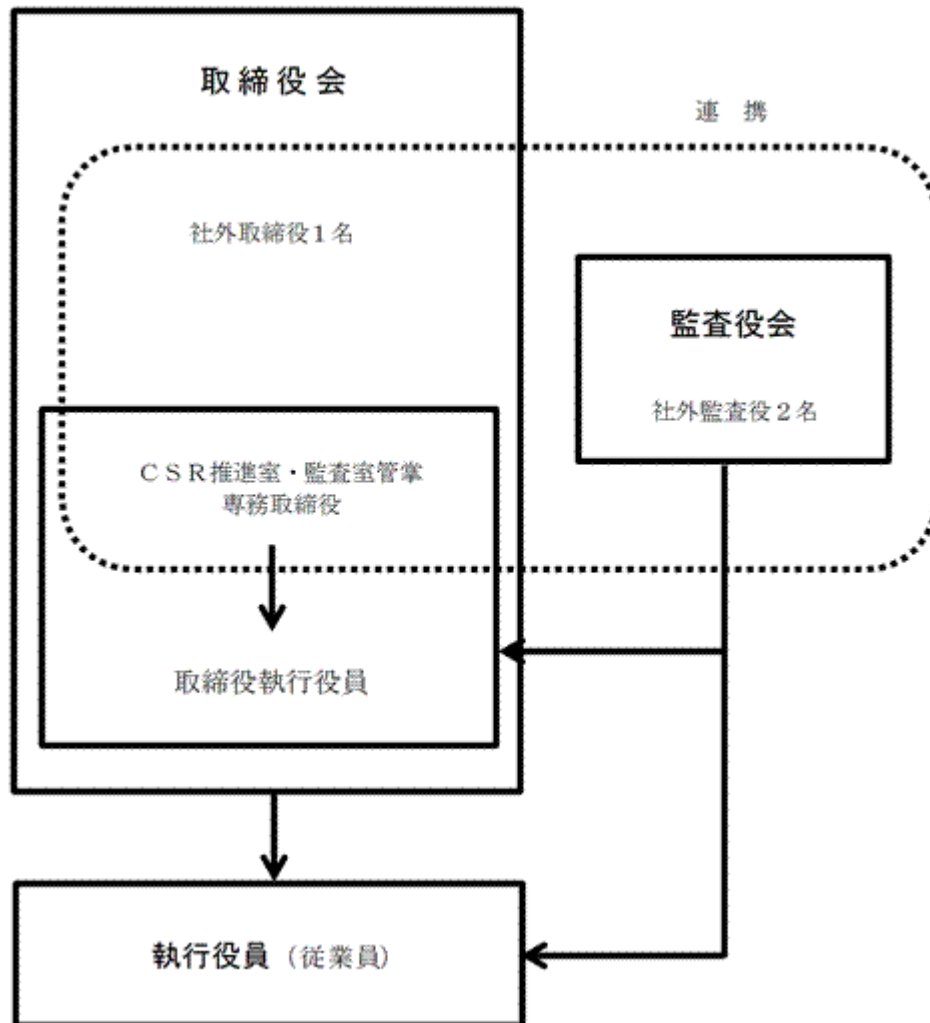 取締役会
連　携
社外取締役１名
監査役会
社外監査役２名
ＣＳＲ推進室・監査室管掌
専務取締役
取締役執行役員
執行役員（従業員）